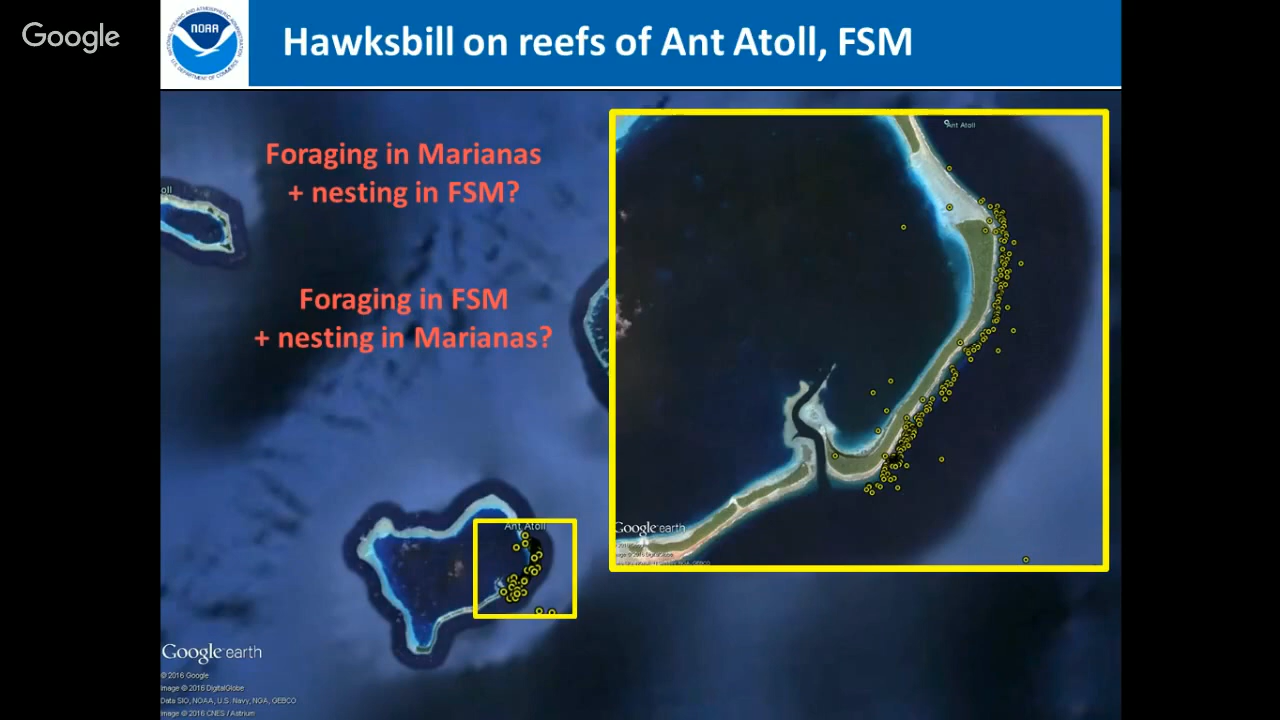 Google
NOAA
Hawksbill on reefs of Ant Atoll, FSM
Foraging in Marianas
+ nesting in FSM?
Foraging in FSM
+ nesting in Marianas?
oll
Ant Atoll
Google earth
Ant Atoll
Google earth
© 2016 Google
Image © 2016 DigitalGlobe
Data SIO, NOAA, U.S. Navy, NGA, GEBCO
Image © 2016 CNES / Astrium